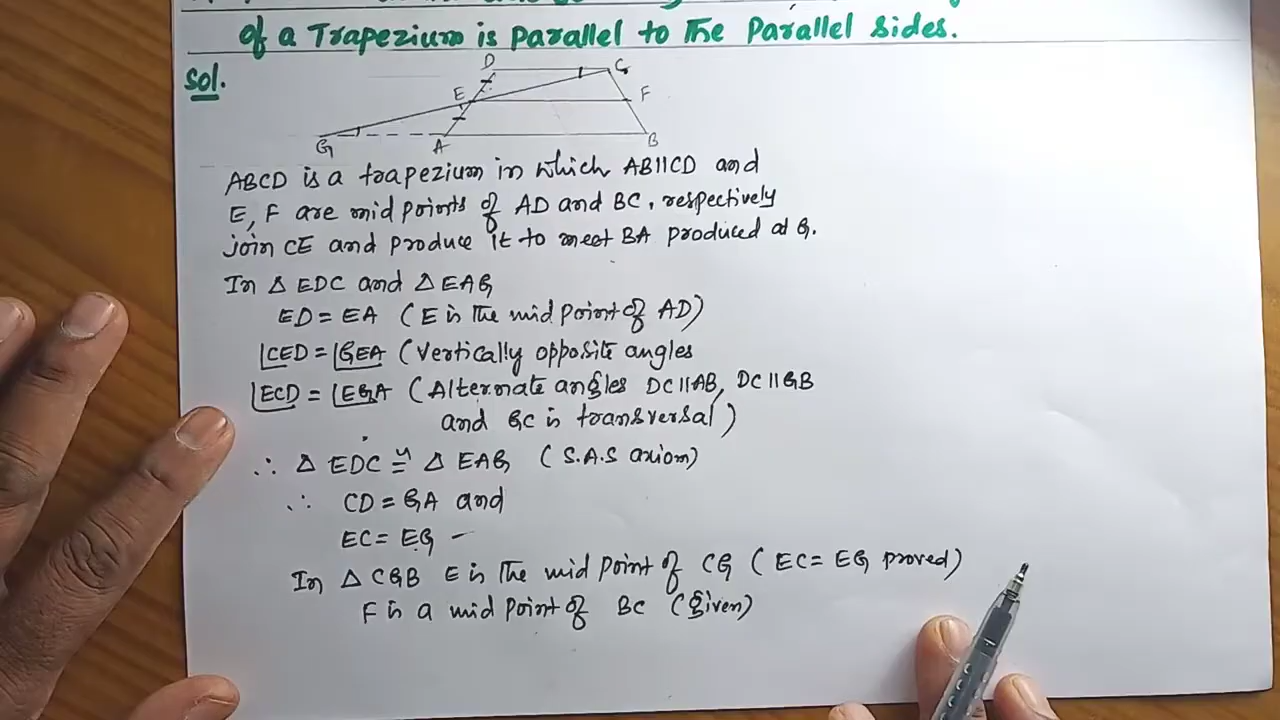 of a Trapezium is parallel to the Parallel sides.
Sol.
D C
E F
G A B
ABCD is a trapezium in which AB||CD and
E, F are mid points of AD and BC, respectively
join CE and produce it to meet BA produced at G.
In △ EDC and △ EAG
ED = EA (E is the mid point of AD)
∠CED = ∠GEA (Vertically opposite angles
∠ECD = ∠EGA (Alternate angles DC||AB, DC||GB
and GC is transversal)
∴ △ EDC ≅ △ EAG (S.A.S axiom)
∴ CD = GA and
EC = EG –
In △ CGB E is the mid point of CG (EC = EG proved)
F is a mid point of BC (given)